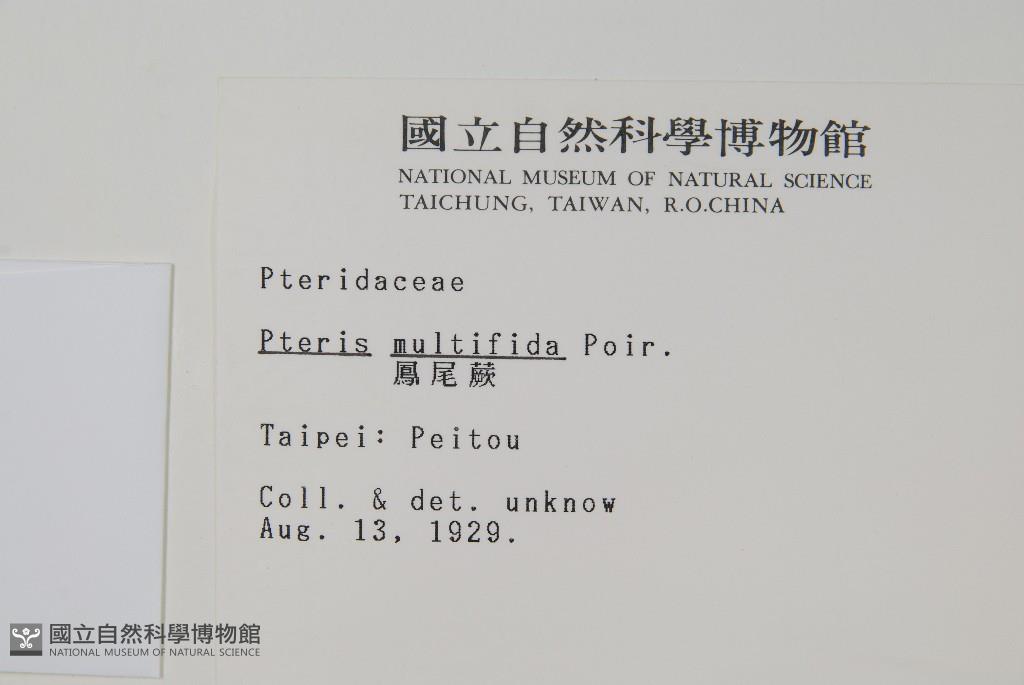 國立自然科學博物館
NATIONAL MUSEUM OF NATURAL SCIENCE
TAICHUNG, TAIWAN, R.O.CHINA
Pteridaceae
Pteris multifida Poir.
鳳尾蕨
Taipei: Peitou
Coll. & det. unknow
Aug. 13, 1929.
國立自然科學博物館
NATIONAL MUSEUM OF NATURAL SCIENCE